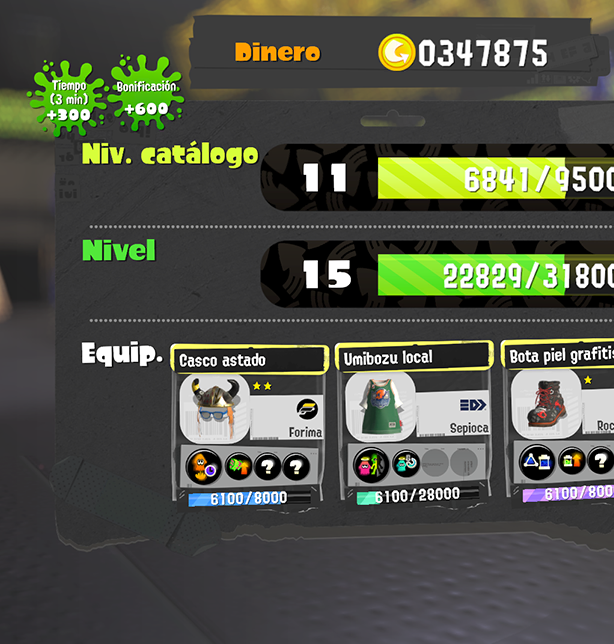 Dinero
0347875
Tiempo
(3 min)
+300
Bonificación
+600
Niv. catálogo
11
6841/9500
Nivel
15
22829/31800
Equip.
Casco astado
Forima
? ?
6100/8000
Umibozu local
Sepioca
6100/28000
Bota piel grafitis
Roc
?
6100/800